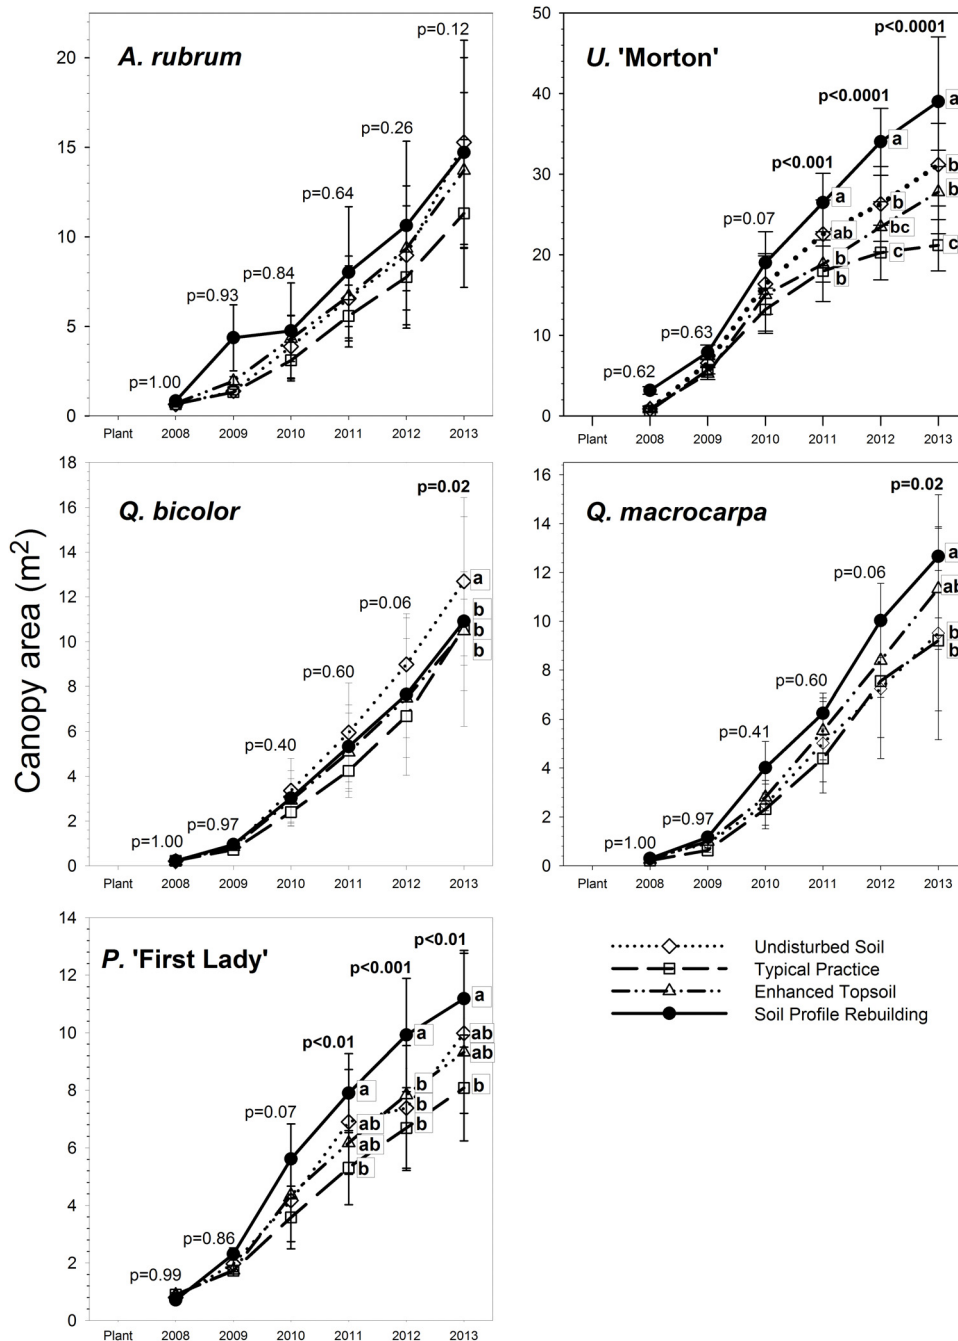 Canopy area (m2)
A. rubrum
p=0.12
p=0.26
p=0.64
p=0.84
p=0.93
p=1.00
20
15
10
5
0
Plant 2008 2009 2010 2011 2012 2013
U. 'Morton'
p<0.0001
p<0.0001
p<0.001
p=0.07
p=0.63
p=0.62
50
40
30
20
10
0
a
ab
b
b
a
b
bc
c
a
b
b
c
Plant 2008 2009 2010 2011 2012 2013
Q. bicolor
p=0.02
p=0.06
p=0.60
p=0.40
p=0.97
p=1.00
18
16
14
12
10
8
6
4
2
0
a
b
b
b
Plant 2008 2009 2010 2011 2012 2013
Q. macrocarpa
p=0.02
p=0.06
p=0.60
p=0.41
p=0.97
p=1.00
16
14
12
10
8
6
4
2
0
a
ab
b
b
Plant 2008 2009 2010 2011 2012 2013
P. 'First Lady'
p<0.01
p<0.001
p<0.01
p=0.07
p=0.86
p=0.99
14
12
10
8
6
4
2
0
a
ab
ab
b
a
b
b
b
a
ab
ab
b
Plant 2008 2009 2010 2011 2012 2013
Undisturbed Soil
Typical Practice
Enhanced Topsoil
Soil Profile Rebuilding